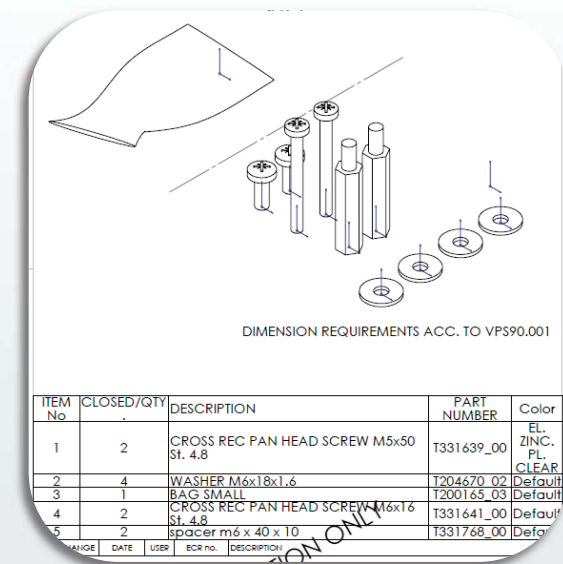 DIMENSION REQUIREMENTS ACC. TO VPS90.001
ITEM No CLOSED/QTY. DESCRIPTION PART NUMBER Color
1 2 CROSS REC PAN HEAD SCREW M5x50 St. 4.8 T331639_00 EL. ZINC. PL. CLEAR
2 4 WASHER M6x18x1.6 T204670_02 Default
3 1 BAG SMALL T200165_03 Default
4 2 CROSS REC PAN HEAD SCREW M6x16 St. 4.8 T331641_00 Default
5 2 spacer m6 x 40 x 10 T331768_00
DATE USER ECR no. DESCRIPTION
ONLY